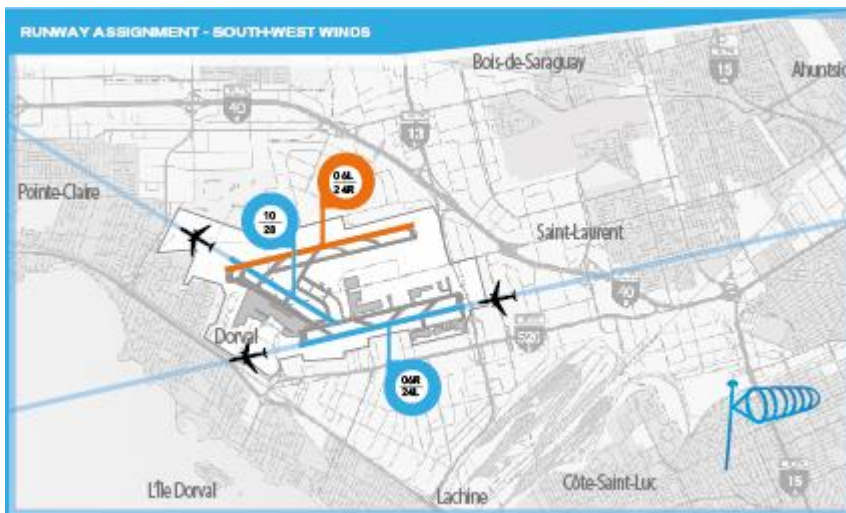 RUNWAY ASSIGNMENT - SOUTH-WEST WINDS
Bois-de-Saraguay
15
Ahuntsic
40
13
Pointe-Claire
06L
24R
10
28
Saint-Laurent
40
520
Dorval
06R
24L
L'Île Dorval
Lachine
Côte-Saint-Luc
15